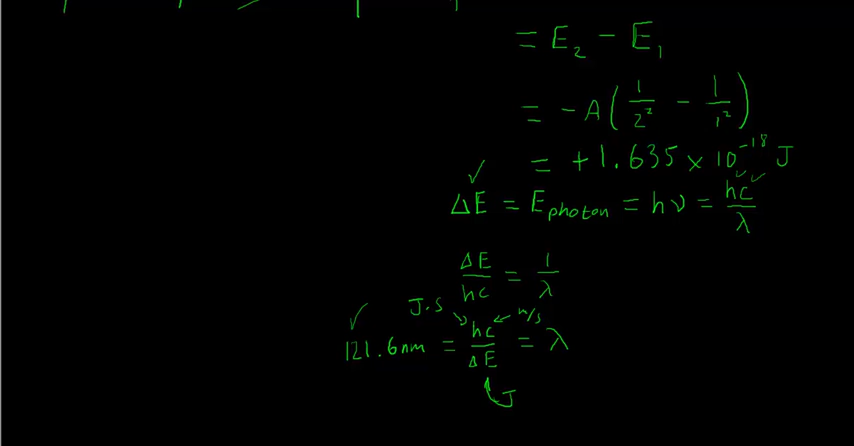 = E₂ − E₁
= −A(1/2² − 1/1²)
= +1.635 × 10⁻¹⁸ J
✓ ✓ ✓
ΔE = E photon = hν = hc/λ
ΔE/hc = 1/λ
J·s m/s
✓
121.6nm = hc/ΔE = λ
J